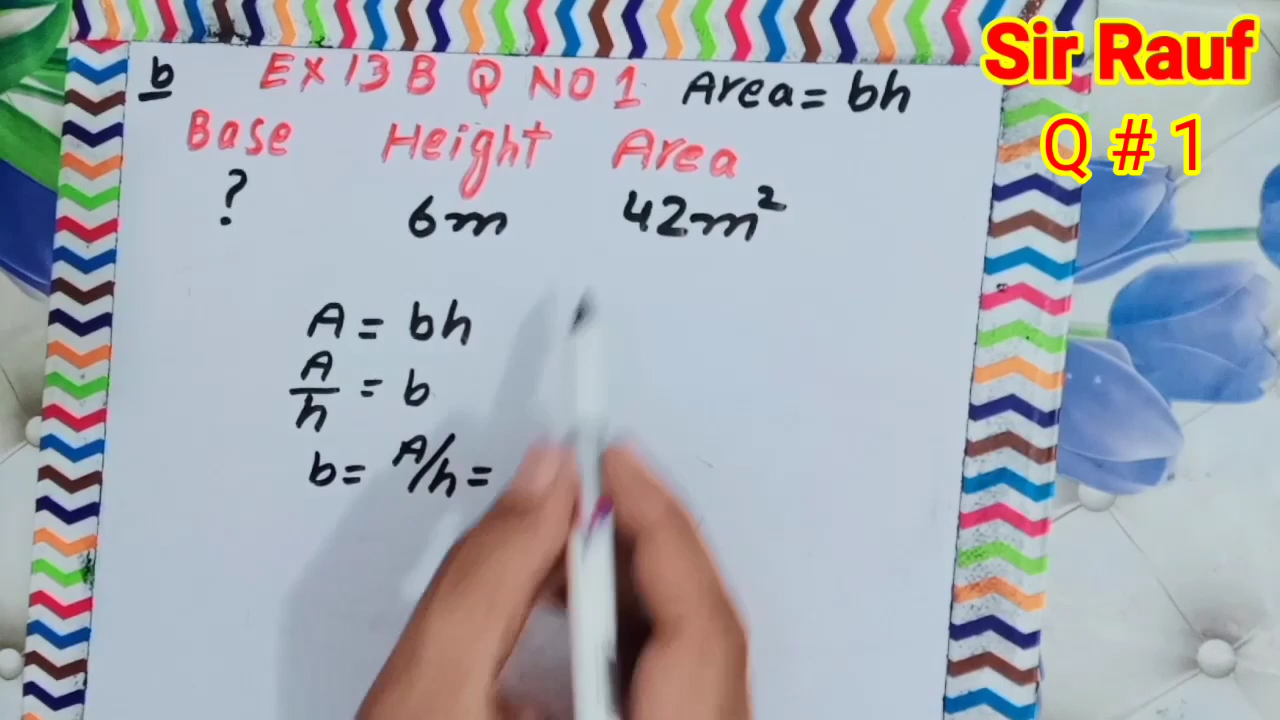 b EX 13 B Q NO 1 Area = bh
Sir Rauf
Q # 1
Base Height Area
? 6m 42m²
A = bh
A/h = b
b = A/h =